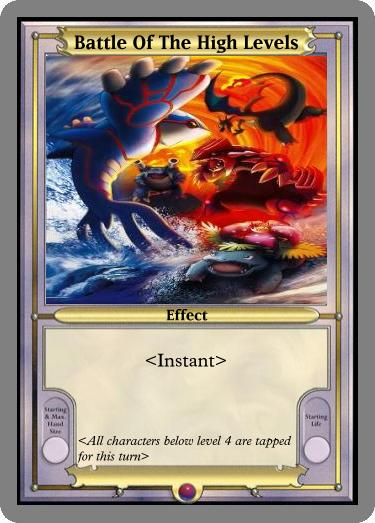 Battle Of The High Levels
Effect
<Instant>
Starting
& Max.
Hand
Size
Starting
Life
<All characters below level 4 are tapped
for this turn>